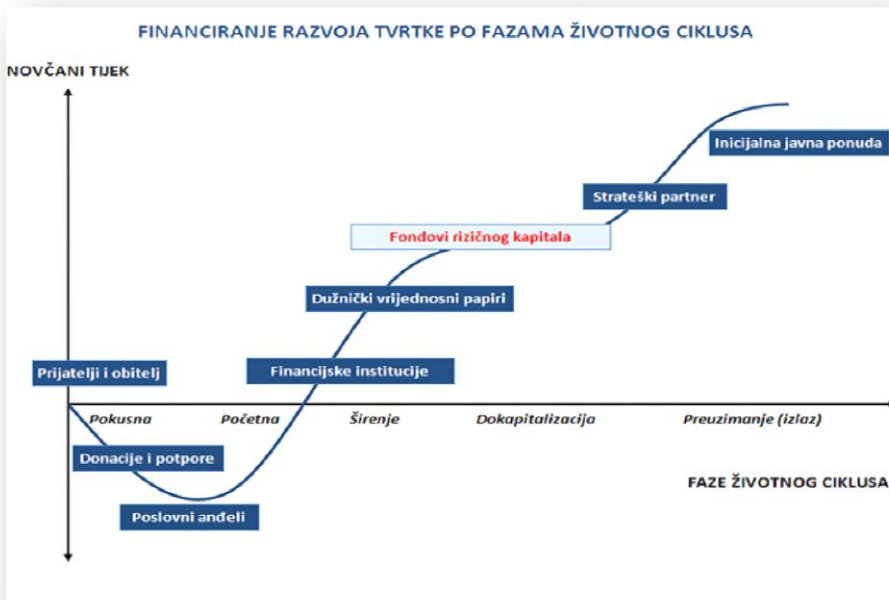 FINANCIRANJE RAZVOJA TVRTKE PO FAZAMA ŽIVOTNOG CIKLUSA
NOVČANI TIJEK
Inicijalna javna ponuda
Strateški partner
Fondovi rizičnog kapitala
Dužnički vrijednosni papiri
Prijatelji i obitelj
Financijske institucije
Pokusna
Početna
Širenje
Dokapitalizacija
Preuzimanje (izlaz)
Donacije i potpore
FAZE ŽIVOTNOG CIKLUSA
Poslovni anđeli